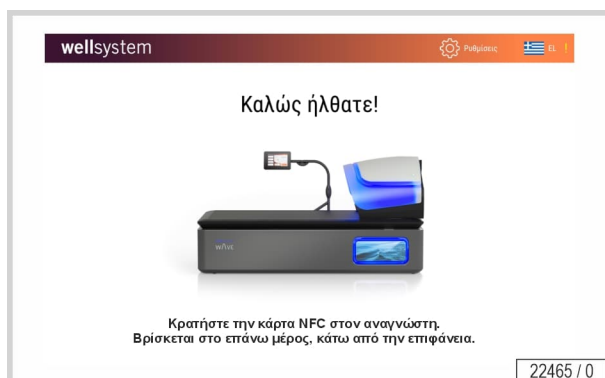 wellsystem
Ρυθμίσεις
EL !
Καλώς ήλθατε!
WΛVE
Κρατήστε την κάρτα NFC στον αναγνώστη.
Βρίσκεται στο επάνω μέρος, κάτω από την επιφάνεια.
22465 / 0